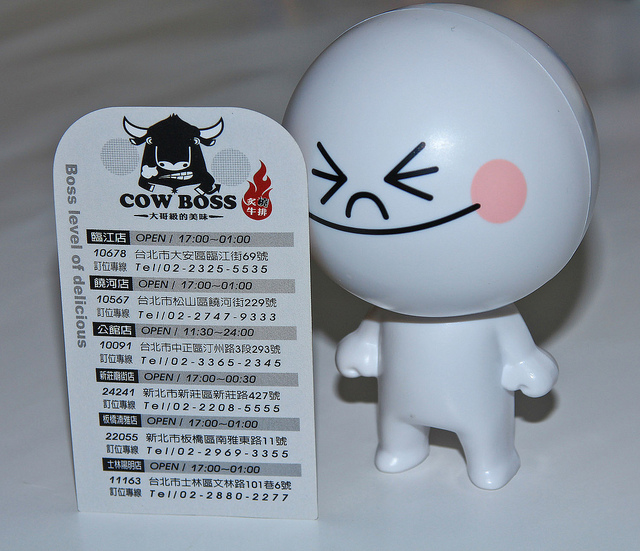 COW BOSS
大哥級的美味
炙燒
牛排
Boss level of delicious
臨江店 OPEN / 17:00~01:00
10678 台北市大安區臨江街69號
訂位專線 Tel/02-2325-5535
饒河店 OPEN / 17:00~01:00
10567 台北市松山區饒河街229號
訂位專線 Tel/02-2747-9333
公館店 OPEN / 11:30~24:00
10091 台北市中正區汀州路3段293號
訂位專線 Tel/02-3365-2345
新莊廟街店 OPEN / 17:00~00:30
24241 新北市新莊區新莊路427號
訂位專線 Tel/02-2208-5555
板橋湳雅店 OPEN / 17:00~01:00
22055 新北市板橋區南雅東路11號
訂位專線 Tel/02-2969-3355
士林陽明店 OPEN / 17:00~01:00
11163 台北市士林區文林路101巷6號
訂位專線 Tel/02-2880-2277